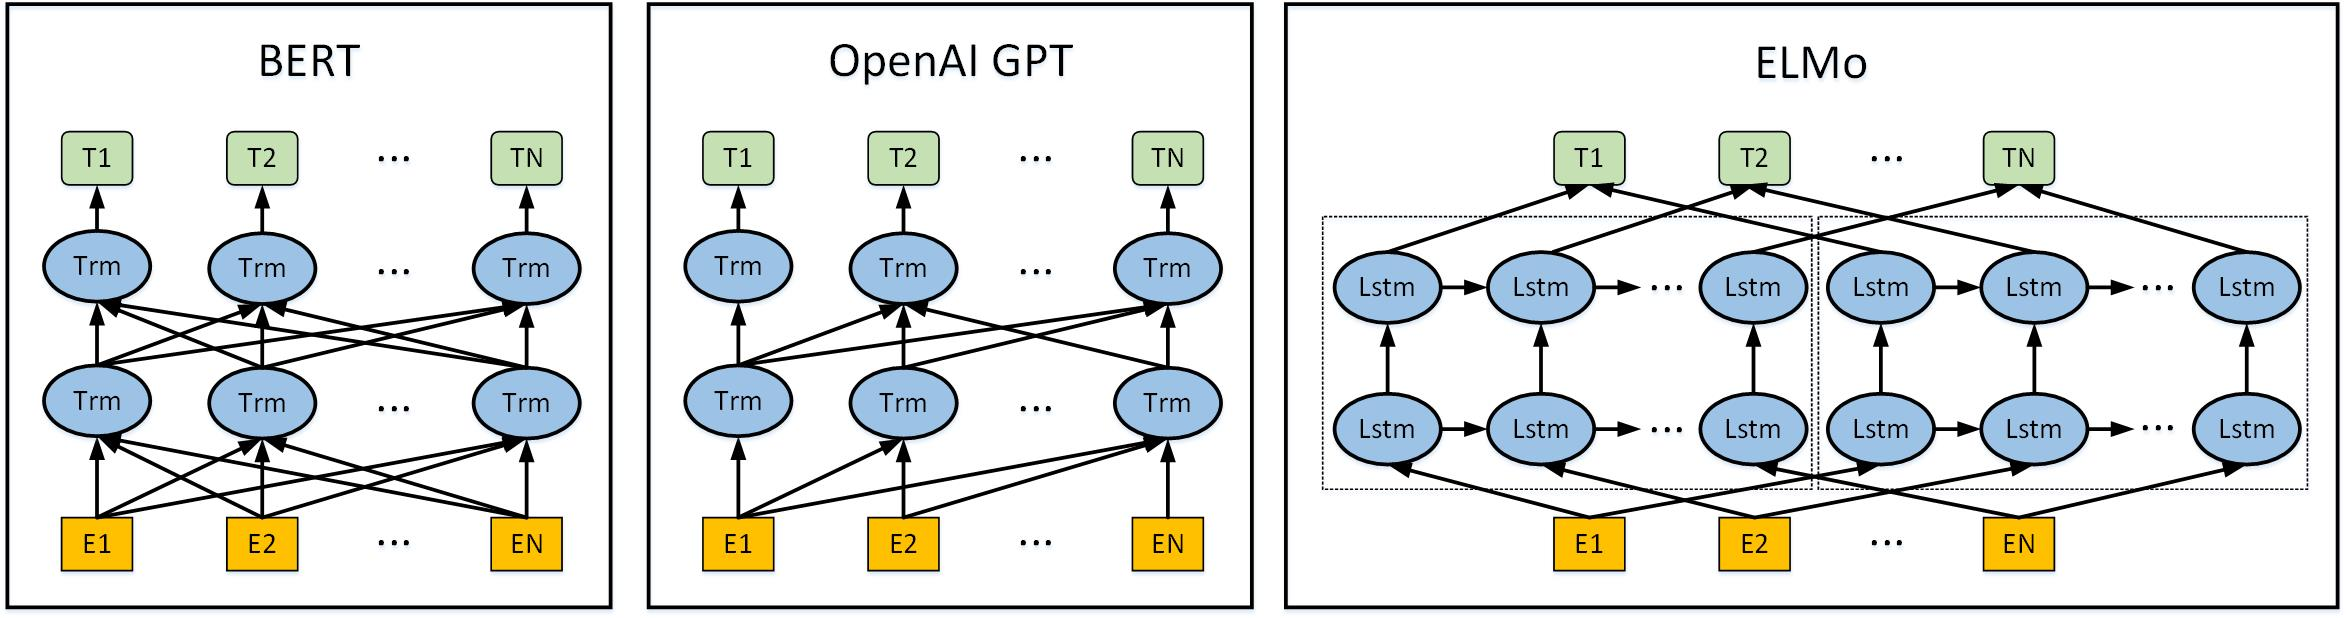 BERT
T1 T2 ... TN
Trm Trm ... Trm
Trm Trm ... Trm
E1 E2 ... EN
OpenAI GPT
T1 T2 ... TN
Trm Trm ... Trm
Trm Trm ... Trm
E1 E2 ... EN
ELMo
T1 T2 ... TN
Lstm Lstm ... Lstm Lstm Lstm ... Lstm
Lstm Lstm ... Lstm Lstm Lstm ... Lstm
E1 E2 ... EN